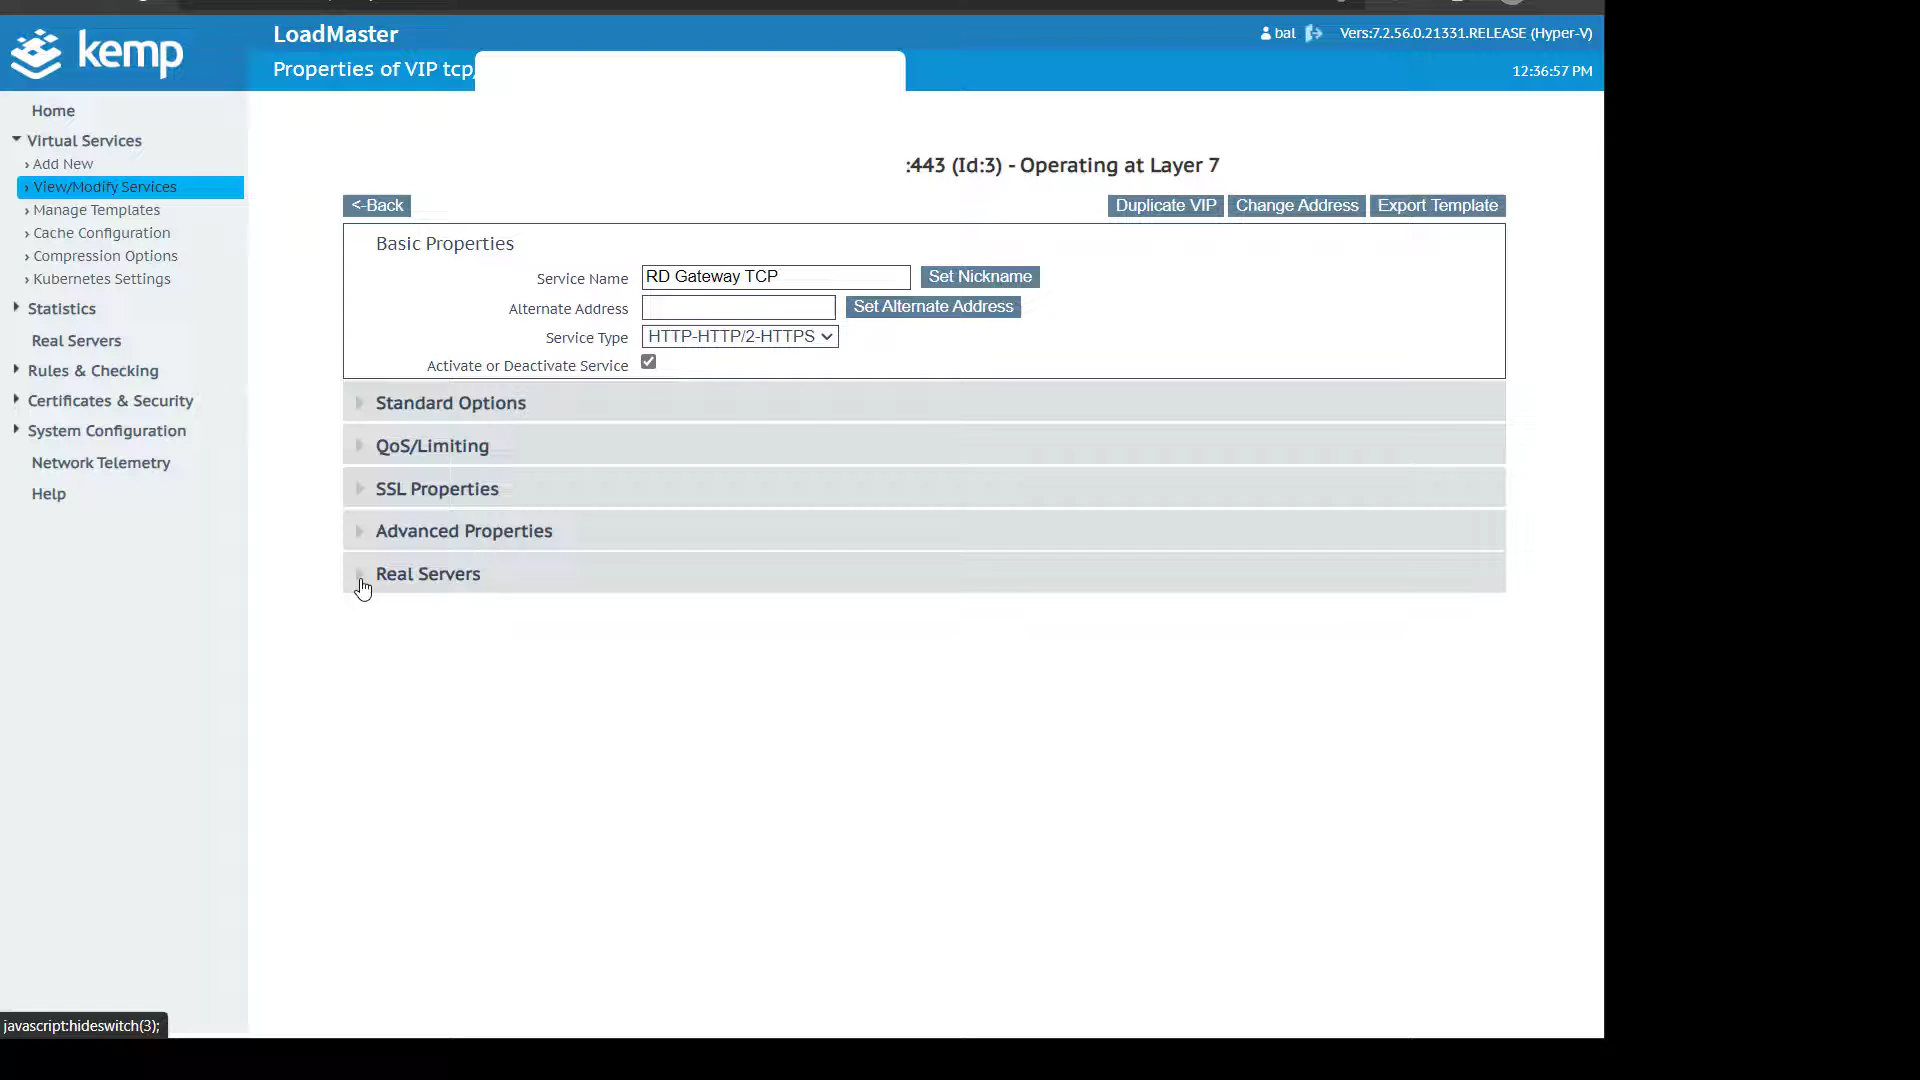 kemp
LoadMaster
Properties of VIP tcp/
bal
Vers:7.2.56.0.21331.RELEASE (Hyper-V)
12:36:57 PM
Home
Virtual Services
› Add New
› View/Modify Services
› Manage Templates
› Cache Configuration
› Compression Options
› Kubernetes Settings
Statistics
Real Servers
Rules & Checking
Certificates & Security
System Configuration
Network Telemetry
Help
:443 (Id:3) - Operating at Layer 7
<-Back
Duplicate VIP
Change Address
Export Template
Basic Properties
Service Name
RD Gateway TCP
Set Nickname
Alternate Address
Set Alternate Address
Service Type
HTTP-HTTP/2-HTTPS
Activate or Deactivate Service
Standard Options
QoS/Limiting
SSL Properties
Advanced Properties
Real Servers
javascript:hideswitch(3);